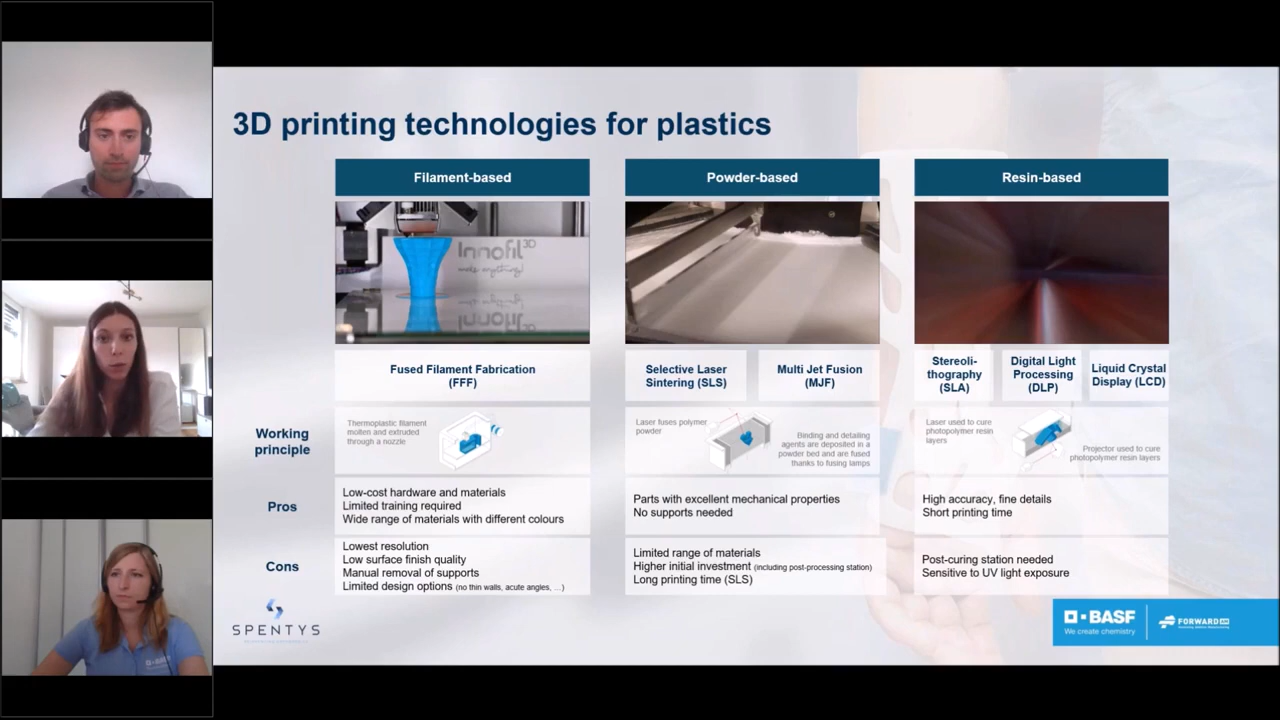 3D printing technologies for plastics
Filament-based
Powder-based
Resin-based
Innofil3D
make anything!
Fused Filament Fabrication
(FFF)
Selective Laser
Sintering (SLS)
Multi Jet Fusion
(MJF)
Stereoli-
thography
(SLA)
Digital Light
Processing
(DLP)
Liquid Crystal
Display (LCD)
Working
principle
Thermoplastic filament
molten and extruded
through a nozzle
Laser fuses polymer
powder
Binding and detailing
agents are deposited in a
powder bed and are fused
thanks to fusing lamps
Laser used to cure
photopolymer resin
layers
Projector used to cure
photopolymer resin layers
Pros
Low-cost hardware and materials
Limited training required
Wide range of materials with different colours
Parts with excellent mechanical properties
No supports needed
High accuracy, fine details
Short printing time
Cons
Lowest resolution
Low surface finish quality
Manual removal of supports
Limited design options (no thin walls, acute angles, ...)
Limited range of materials
Higher initial investment (including post-processing station)
Long printing time (SLS)
Post-curing station needed
Sensitive to UV light exposure
SPENTYS
BASF
We create chemistry
FORWARD AM
BASF